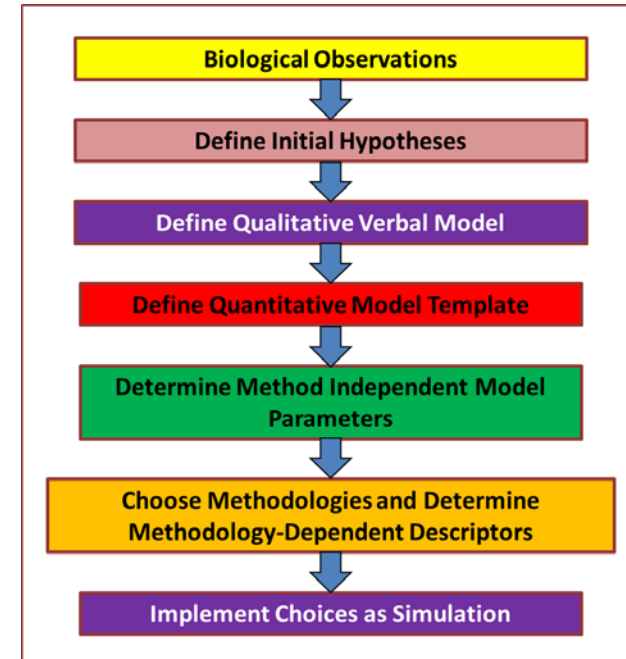 Biological Observations
Define Initial Hypotheses
Define Qualitative Verbal Model
Define Quantitative Model Template
Determine Method Independent Model
Parameters
Choose Methodologies and Determine
Methodology-Dependent Descriptors
Implement Choices as Simulation